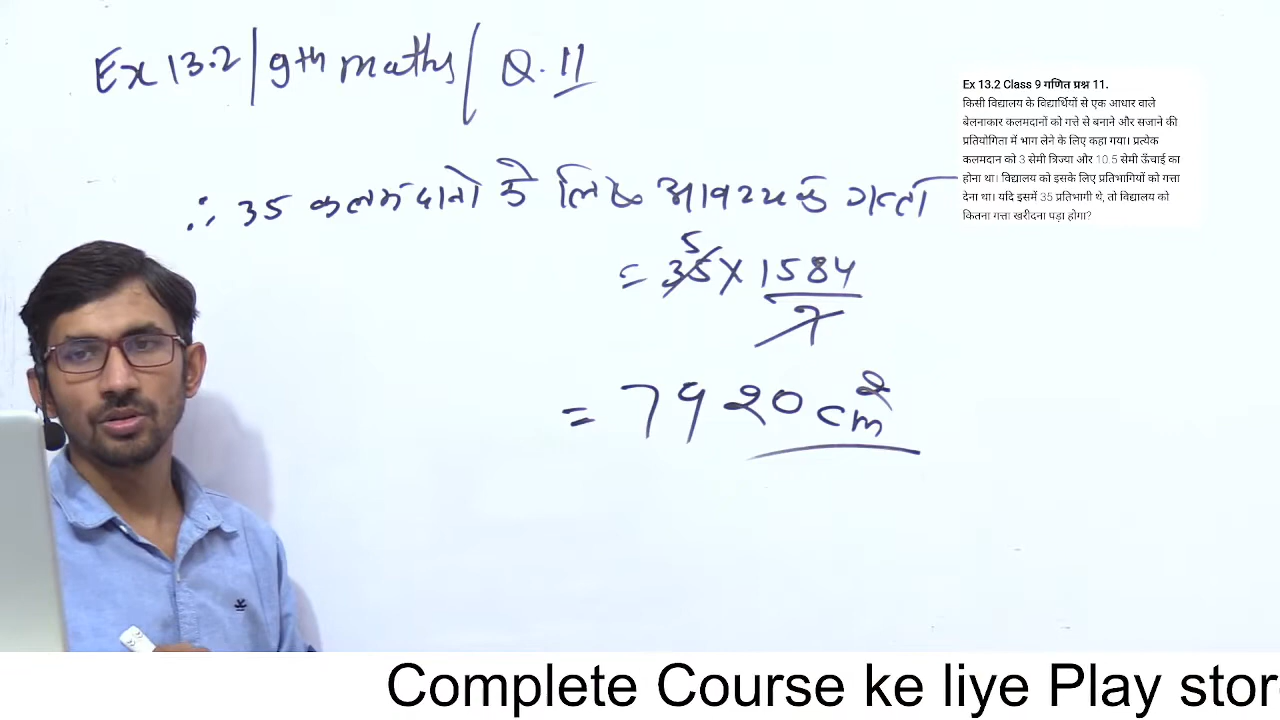 Ex 13.2 | 9th maths | Q. 11
Ex 13.2 Class 9 गणित प्रश्न 11.
किसी विद्यालय के विद्यार्थियों से एक आधार वाले
बेलनाकार कलमदानों को गत्ते से बनाने और सजाने की
प्रतियोगिता में भाग लेने के लिए कहा गया। प्रत्येक
कलमदान को 3 सेमी त्रिज्या और 10.5 सेमी ऊँचाई का
होना था। विद्यालय को इसके लिए प्रतिभागियों को गत्ता
देना था। यदि इसमें 35 प्रतिभागी थे, तो विद्यालय को
कितना गत्ता खरीदना पड़ा होगा?
∴ 35 कलमदानो के लिए आवश्यक गत्ता
5
= 35 × 1584
7
= 7920 cm²
Complete Course ke liye Play stor